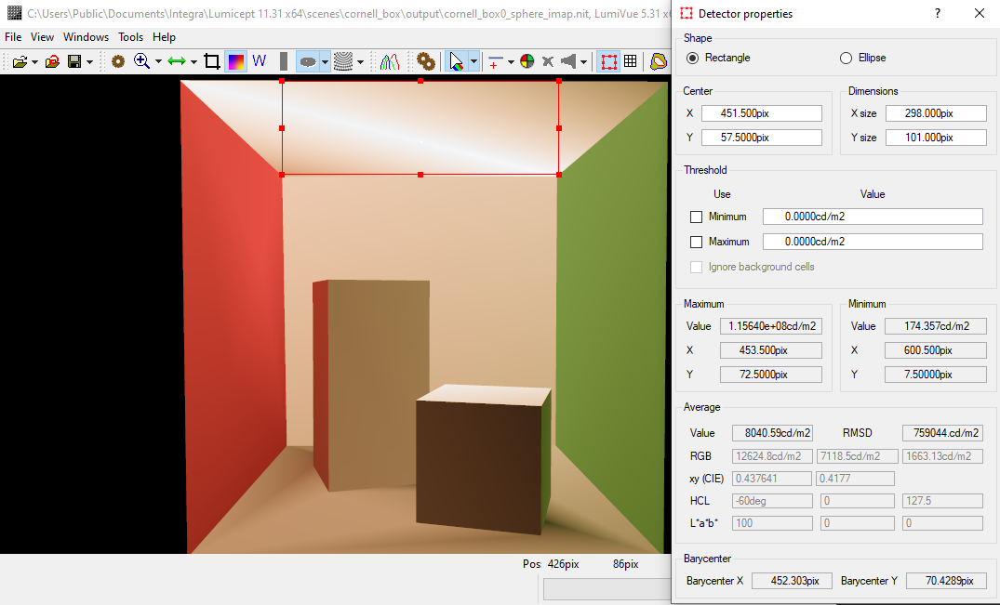 C:\Users\Public\Documents\Integra\Lumicept 11.31 x64\scenes\cornell_box\output\cornell_box0_sphere_imap.nit, LumiVue 5.31 x6
File View Windows Tools Help
W
Pos: 426pix 86pix
Detector properties ?
Shape
Rectangle Ellipse
Center Dimensions
X 451.500pix X size 298.000pix
Y 57.5000pix Y size 101.000pix
Threshold
Use Value
Minimum 0.0000cd/m2
Maximum 0.0000cd/m2
Ignore background cells
Maximum Minimum
Value 1.15640e+08cd/m2 Value 174.357cd/m2
X 453.500pix X 600.500pix
Y 72.5000pix Y 7.50000pix
Average
Value 8040.59cd/m2 RMSD 759044.cd/m2
RGB 12624.8cd/m2 7118.5cd/m2 1663.13cd/m2
xy (CIE) 0.437641 0.4177
HCL -60deg 0 127.5
L*a*b* 100 0 0
Barycenter
Barycenter X 452.303pix Barycenter Y 70.4289pix